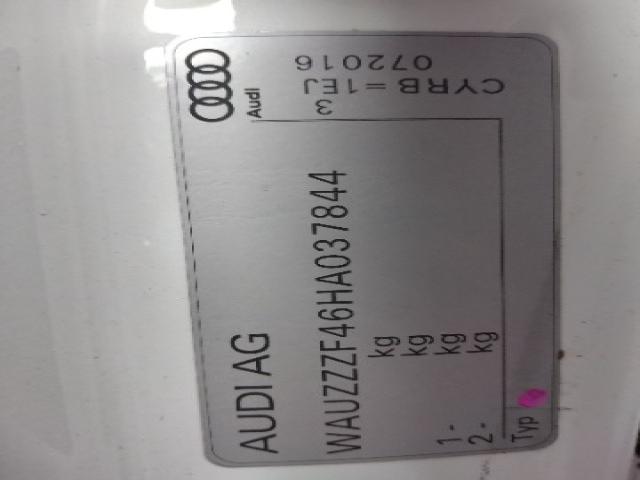 AUDI AG
Audi
WAUZZZF46HA037844
kg
kg
1 - kg
2 - kg
Typ
CYRB = 1EJ 3
072016